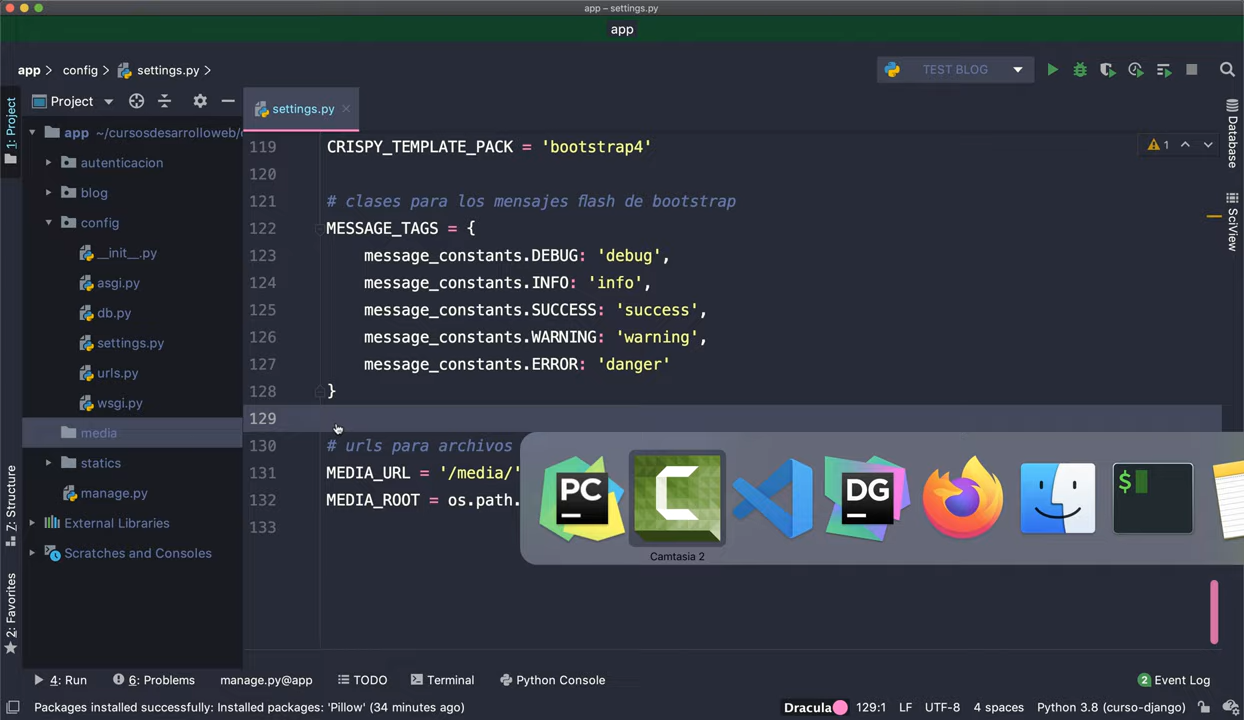 app – settings.py
app
app
config
settings.py
TEST BLOG
1: Project
Project
settings.py
app ~/cursosdesarrolloweb/
autenticacion
blog
config
__init__.py
asgi.py
db.py
settings.py
urls.py
wsgi.py
media
statics
manage.py
External Libraries
Scratches and Consoles
119 CRISPY_TEMPLATE_PACK = 'bootstrap4'
120
121 # clases para los mensajes flash de bootstrap
122 MESSAGE_TAGS = {
123 message_constants.DEBUG: 'debug',
124 message_constants.INFO: 'info',
125 message_constants.SUCCESS: 'success',
126 message_constants.WARNING: 'warning',
127 message_constants.ERROR: 'danger'
128 }
129
130 # urls para archivos
131 MEDIA_URL = '/media/'
132 MEDIA_ROOT = os.path.
133
1
Database
SciView
PC
C
DG
$
Camtasia 2
Z: Structure
2: Favorites
4: Run
6: Problems
manage.py@app
TODO
Terminal
Python Console
2 Event Log
Packages installed successfully: Installed packages: 'Pillow' (34 minutes ago)
Dracula
129:1
LF
UTF-8
4 spaces
Python 3.8 (curso-django)